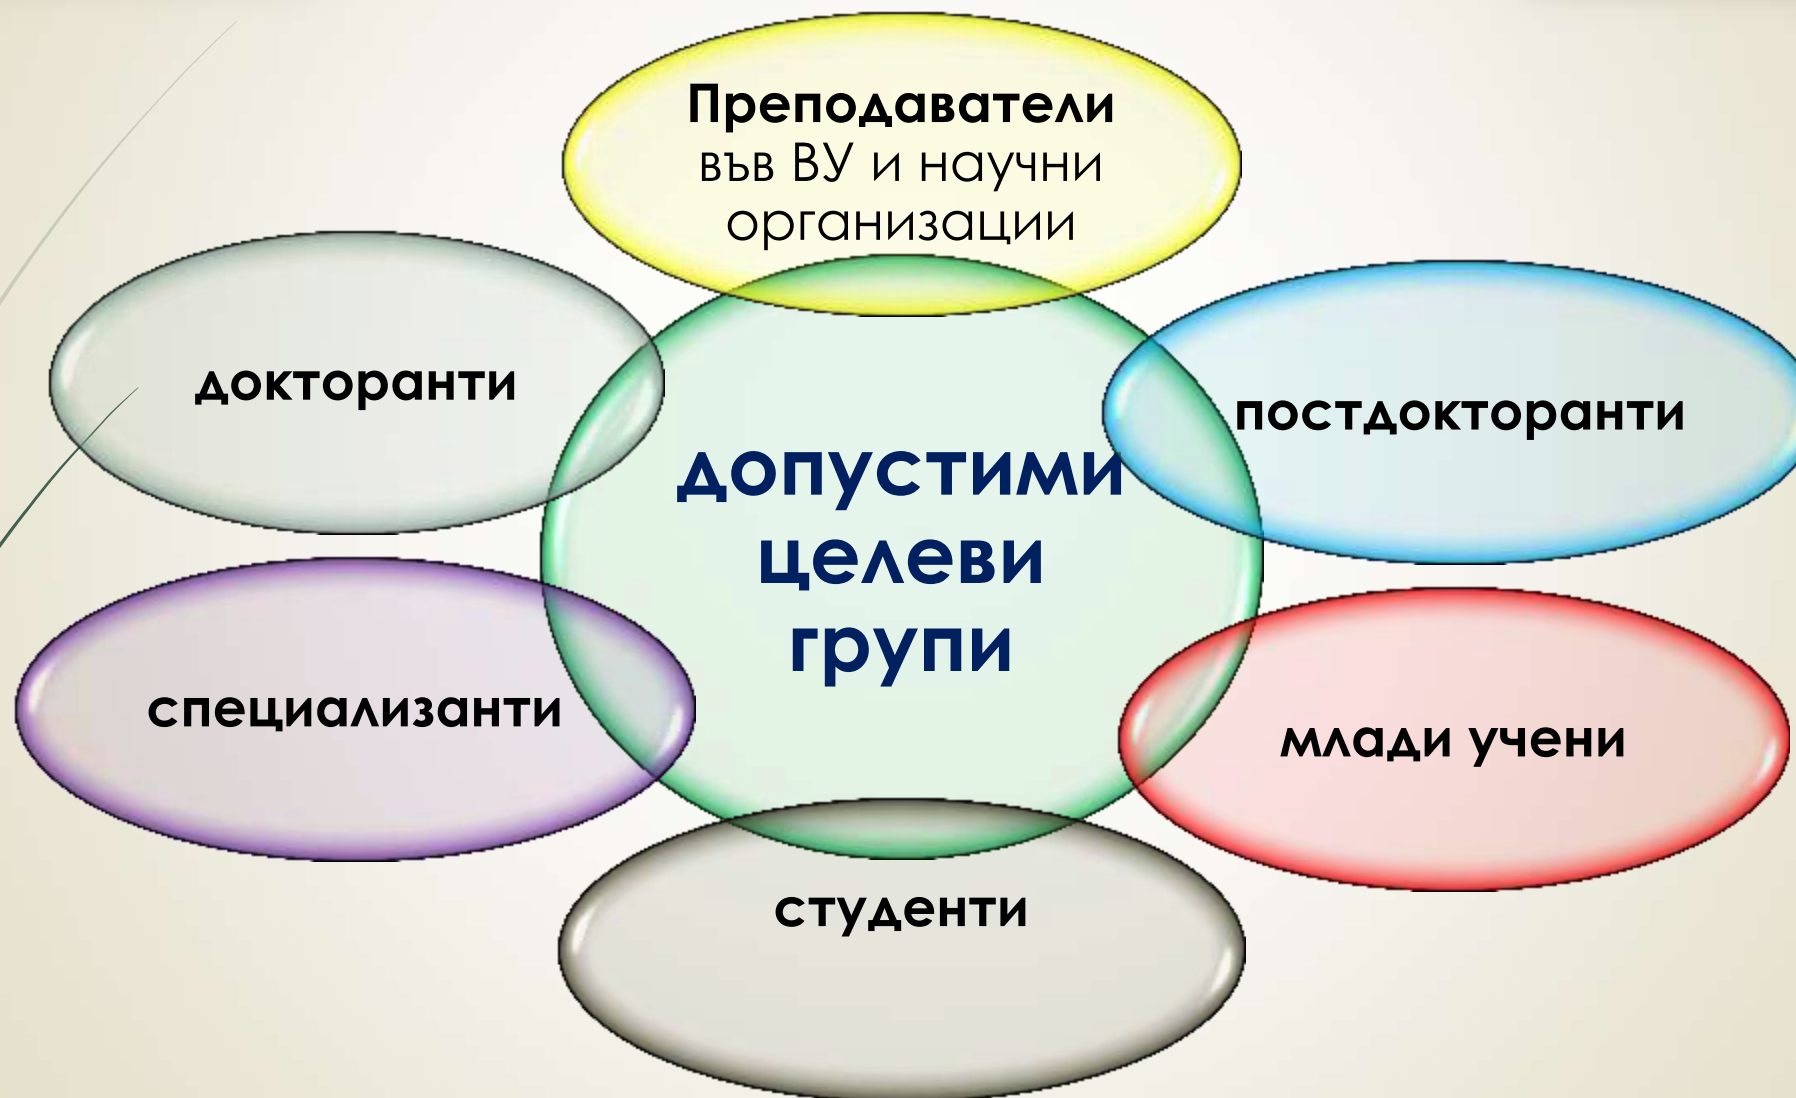 Преподаватели
във ВУ и научни
организации
докторанти
постдокторанти
допустими
целеви
групи
специализанти
млади учени
студенти